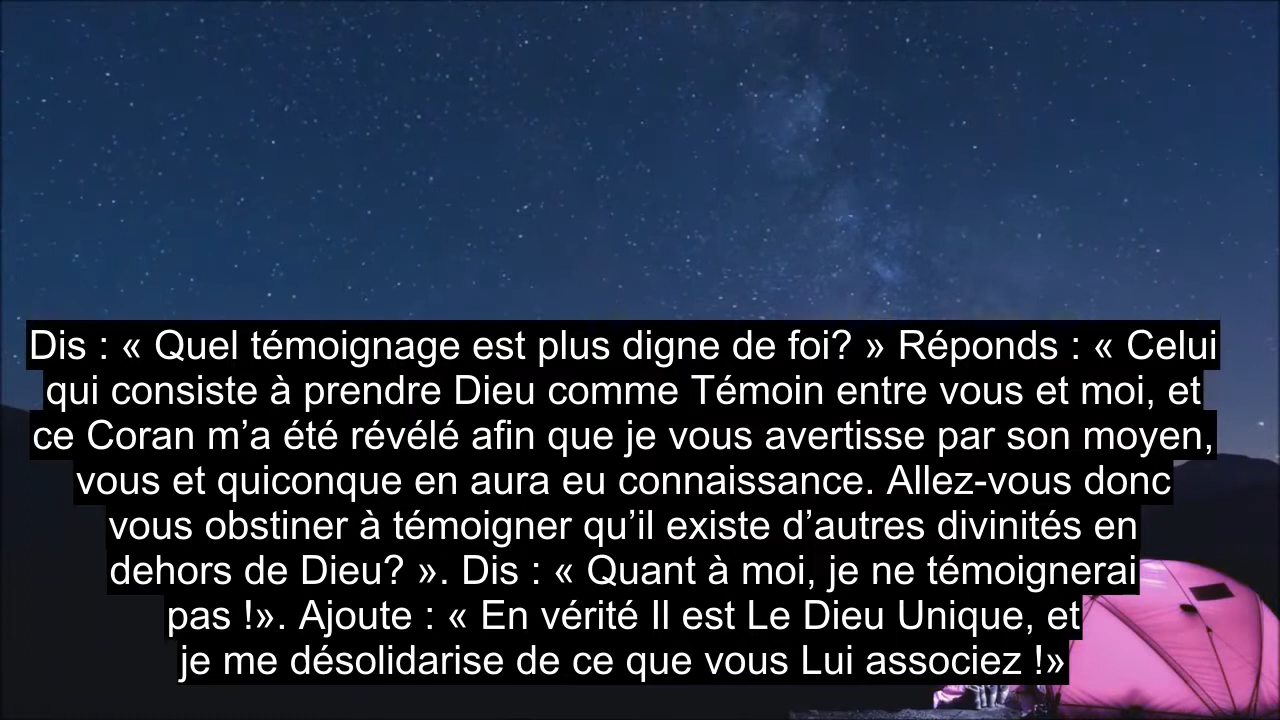 Dis : « Quel témoignage est plus digne de foi? » Réponds : « Celui
qui consiste à prendre Dieu comme Témoin entre vous et moi, et
ce Coran m’a été révélé afin que je vous avertisse par son moyen,
vous et quiconque en aura eu connaissance. Allez-vous donc
vous obstiner à témoigner qu’il existe d’autres divinités en
dehors de Dieu? ». Dis : « Quant à moi, je ne témoignerai
pas !». Ajoute : « En vérité Il est Le Dieu Unique, et
je me désolidarise de ce que vous Lui associez !»